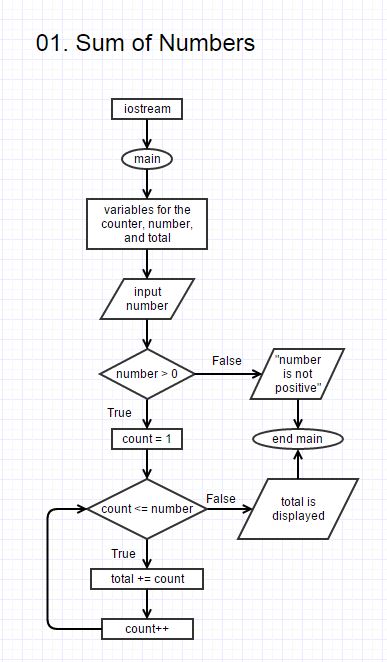 01. Sum of Numbers
iostream
main
variables for the
counter, number,
and total
input
number
number > 0
False
"number
is not
positive"
True
count = 1
end main
count <= number
False
total is
displayed
True
total += count
count++